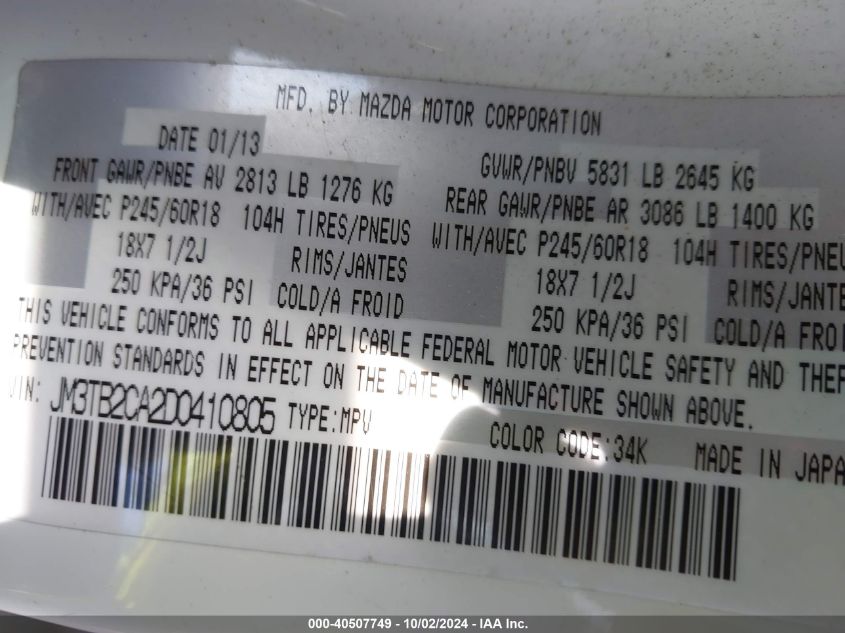 MFD. BY MAZDA MOTOR CORPORATION
DATE 01/13 GVWR/PNBV 5831 LB 2645 KG
FRONT GAWR/PNBE AV 2813 LB 1276 KG REAR GAWR/PNBE AR 3086 LB 1400 KG
WITH/AVEC P245/60R18 104H TIRES/PNEUS WITH/AVEC P245/60R18 104H TIRES/PNEU
18X7 1/2J RIMS/JANTES 18X7 1/2J RIMS/JANTE
250 KPA/36 PSI COLD/A FROID 250 KPA/36 PSI COLD/A FROI
THIS VEHICLE CONFORMS TO ALL APPLICABLE FEDERAL MOTOR VEHICLE SAFETY AND THEF
PREVENTION STANDARDS IN EFFECT ON THE DATE OF MANUFACTURE SHOWN ABOVE.
VIN: JM3TB2CA2D0410805 TYPE:MPV COLOR CODE:34K MADE IN JAPA
000-40507749 - 10/02/2024 - IAA Inc.